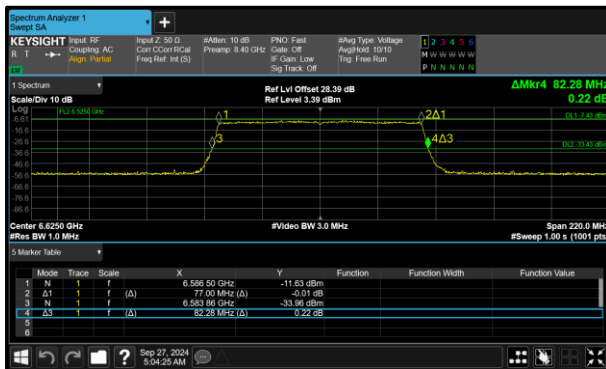 Spectrum Analyzer 1
Swept SA
+
KEYSIGHT Input: RF Input Z: 50 Ω #Atten: 10 dB PNO: Fast #Avg Type: Voltage 1 2 3 4 5 6
R T Coupling: AC Corr CCorr RCal Preamp: 8.40 GHz Gate: Off Avg|Hold: 10/10 M W W W W W
Align: Partial Freq Ref: Int (S) IF Gain: Low Trig: Free Run
Sig Track: Off P N N N N N
1 Spectrum
Ref Lvl Offset 28.39 dB ΔMkr4 82.28 MHz
Scale/Div 10 dB Ref Level 3.39 dBm 0.22 dB
Log FL2 6.5250 GHz
-6.61 1 2Δ1 DL1 -7.43 dBm
-16.6
-26.6 3 4Δ3 DL2 -33.43 dBm
-36.6
-46.6
-56.6
-66.6
-76.6
-86.6
Center 6.6250 GHz #Video BW 3.0 MHz Span 220.0 MHz
#Res BW 1.0 MHz #Sweep 1.00 s (1001 pts)
5 Marker Table
Mode Trace Scale X Y Function Function Width Function Value
1 N 1 f 6.586 50 GHz -11.63 dBm
2 Δ1 1 f (Δ) 77.00 MHz (Δ) -0.01 dB
3 N 1 f 6.583 86 GHz -33.96 dBm
4 Δ3 1 f (Δ) 82.28 MHz (Δ) 0.22 dB
5
6
? Sep 27, 2024
5:04:25 AM